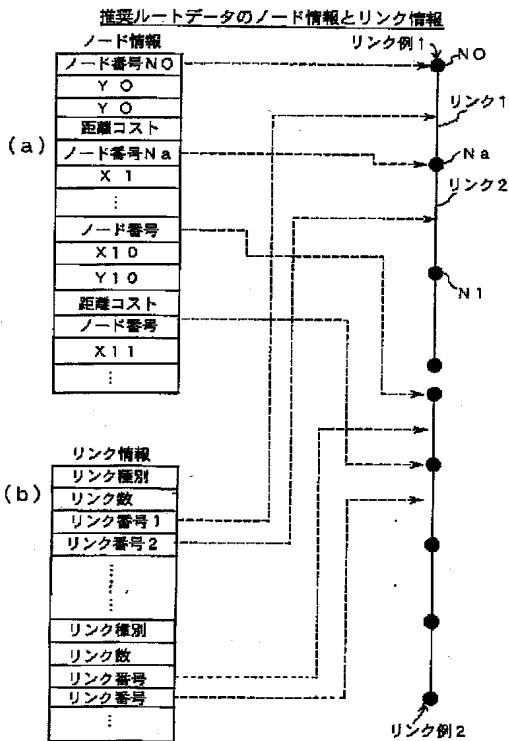 推奨ルートデータのノード情報とリンク情報
ノード情報
(a)
ノード番号N0
Y0
Y0
距離コスト
ノード番号Na
X1
⋮
ノード番号
X10
Y10
距離コスト
ノード番号
X11
⋮
リンク情報
(b)
リンク種別
リンク数
リンク番号1
リンク番号2
⋮
リンク種別
リンク数
リンク番号
リンク番号
⋮
リンク例1
N0
リンク1
Na
リンク2
N1
リンク例2